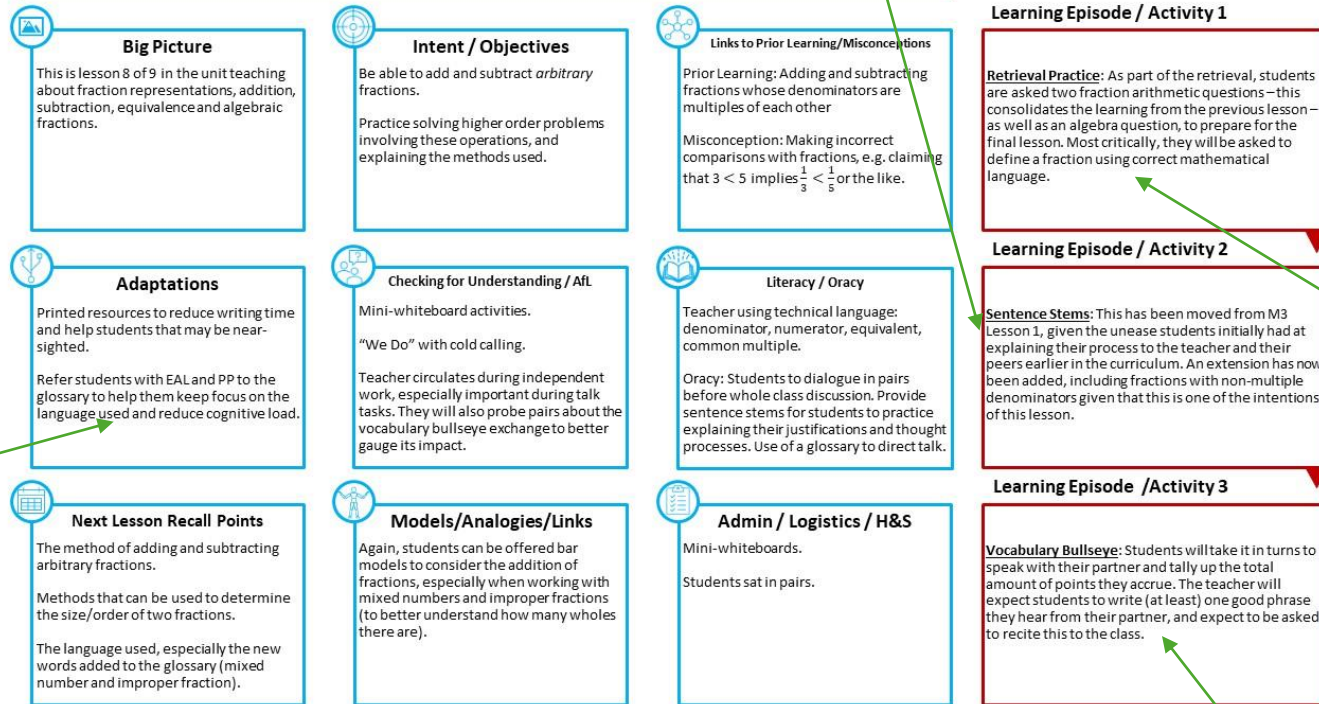 Big Picture
This is lesson 8 of 9 in the unit teaching
about fraction representations, addition,
subtraction, equivalence and algebraic
fractions.
Intent / Objectives
Be able to add and subtract arbitrary
fractions.
Practice solving higher order problems
involving these operations, and
explaining the methods used.
Links to Prior Learning/Misconceptions
Prior Learning: Adding and subtracting
fractions whose denominators are
multiples of each other
Misconception: Making incorrect
comparisons with fractions, e.g. claiming
that 3 < 5 implies 1/3 < 1/5 or the like.
Learning Episode / Activity 1
Retrieval Practice: As part of the retrieval, students
are asked two fraction arithmetic questions – this
consolidates the learning from the previous lesson –
as well as an algebra question, to prepare for the
final lesson. Most critically, they will be asked to
define a fraction using correct mathematical
language.
Adaptations
Printed resources to reduce writing time
and help students that may be near-
sighted.
Refer students with EAL and PP to the
glossary to help them keep focus on the
language used and reduce cognitive load.
Checking for Understanding / AfL
Mini-whiteboard activities.
“We Do” with cold calling.
Teacher circulates during independent
work, especially important during talk
tasks. They will also probe pairs about the
vocabulary bullseye exchange to better
gauge its impact.
Literacy / Oracy
Teacher using technical language:
denominator, numerator, equivalent,
common multiple.
Oracy: Students to dialogue in pairs
before whole class discussion. Provide
sentence stems for students to practice
explaining their justifications and thought
processes. Use of a glossary to direct talk.
Learning Episode / Activity 2
Sentence Stems: This has been moved from M3
Lesson 1, given the unease students initially had at
explaining their process to the teacher and their
peers earlier in the curriculum. An extension has now
been added, including fractions with non-multiple
denominators given that this is one of the intentions
of this lesson.
Next Lesson Recall Points
The method of adding and subtracting
arbitrary fractions.
Methods that can be used to determine
the size/order of two fractions.
The language used, especially the new
words added to the glossary (mixed
number and improper fraction).
Models/Analogies/Links
Again, students can be offered bar
models to consider the addition of
fractions, especially when working with
mixed numbers and improper fractions
(to better understand how many wholes
there are).
Admin / Logistics / H&S
Mini-whiteboards.
Students sat in pairs.
Learning Episode /Activity 3
Vocabulary Bullseye: Students will take it in turns to
speak with their partner and tally up the total
amount of points they accrue. The teacher will
expect students to write (at least) one good phrase
they hear from their partner, and expect to be asked
to recite this to the class.